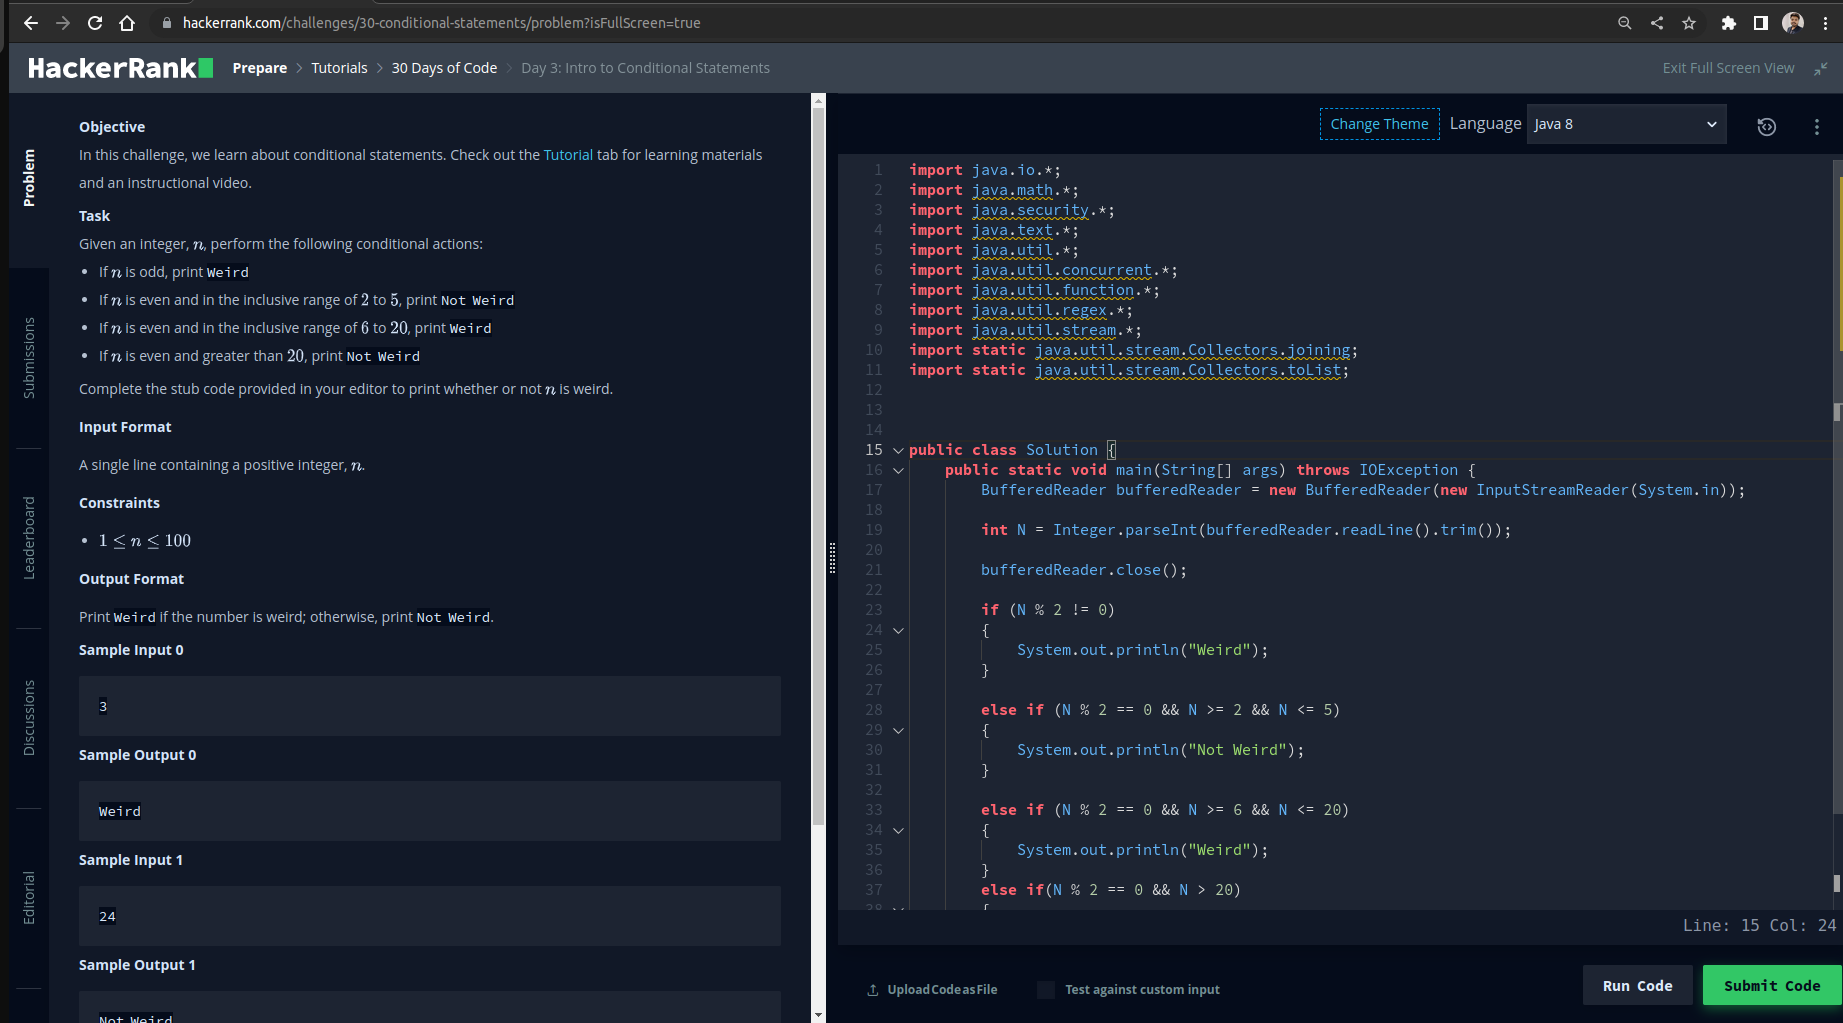 hackerrank.com/challenges/30-conditional-statements/problem?isFullScreen=true
HackerRank Prepare > Tutorials > 30 Days of Code > Day 3: Intro to Conditional Statements
Exit Full Screen View
Problem
Submissions
Leaderboard
Discussions
Editorial
Objective
In this challenge, we learn about conditional statements. Check out the Tutorial tab for learning materials
and an instructional video.
Task
Given an integer, n, perform the following conditional actions:
• If n is odd, print Weird
• If n is even and in the inclusive range of 2 to 5, print Not Weird
• If n is even and in the inclusive range of 6 to 20, print Weird
• If n is even and greater than 20, print Not Weird
Complete the stub code provided in your editor to print whether or not n is weird.
Input Format
A single line containing a positive integer, n.
Constraints
• 1 ≤ n ≤ 100
Output Format
Print Weird if the number is weird; otherwise, print Not Weird.
Sample Input 0
3
Sample Output 0
Weird
Sample Input 1
24
Sample Output 1
Not Weird
Change Theme Language Java 8
1 import java.io.*;
2 import java.math.*;
3 import java.security.*;
4 import java.text.*;
5 import java.util.*;
6 import java.util.concurrent.*;
7 import java.util.function.*;
8 import java.util.regex.*;
9 import java.util.stream.*;
10 import static java.util.stream.Collectors.joining;
11 import static java.util.stream.Collectors.toList;
12
13
14
15 public class Solution {
16 public static void main(String[] args) throws IOException {
17 BufferedReader bufferedReader = new BufferedReader(new InputStreamReader(System.in));
18
19 int N = Integer.parseInt(bufferedReader.readLine().trim());
20
21 bufferedReader.close();
22
23 if (N % 2 != 0)
24 {
25 System.out.println("Weird");
26 }
27
28 else if (N % 2 == 0 && N >= 2 && N <= 5)
29 {
30 System.out.println("Not Weird");
31 }
32
33 else if (N % 2 == 0 && N >= 6 && N <= 20)
34 {
35 System.out.println("Weird");
36 }
37 else if(N % 2 == 0 && N > 20)
38 {
Line: 15 Col: 24
Upload Code as File
Test against custom input
Run Code
Submit Code